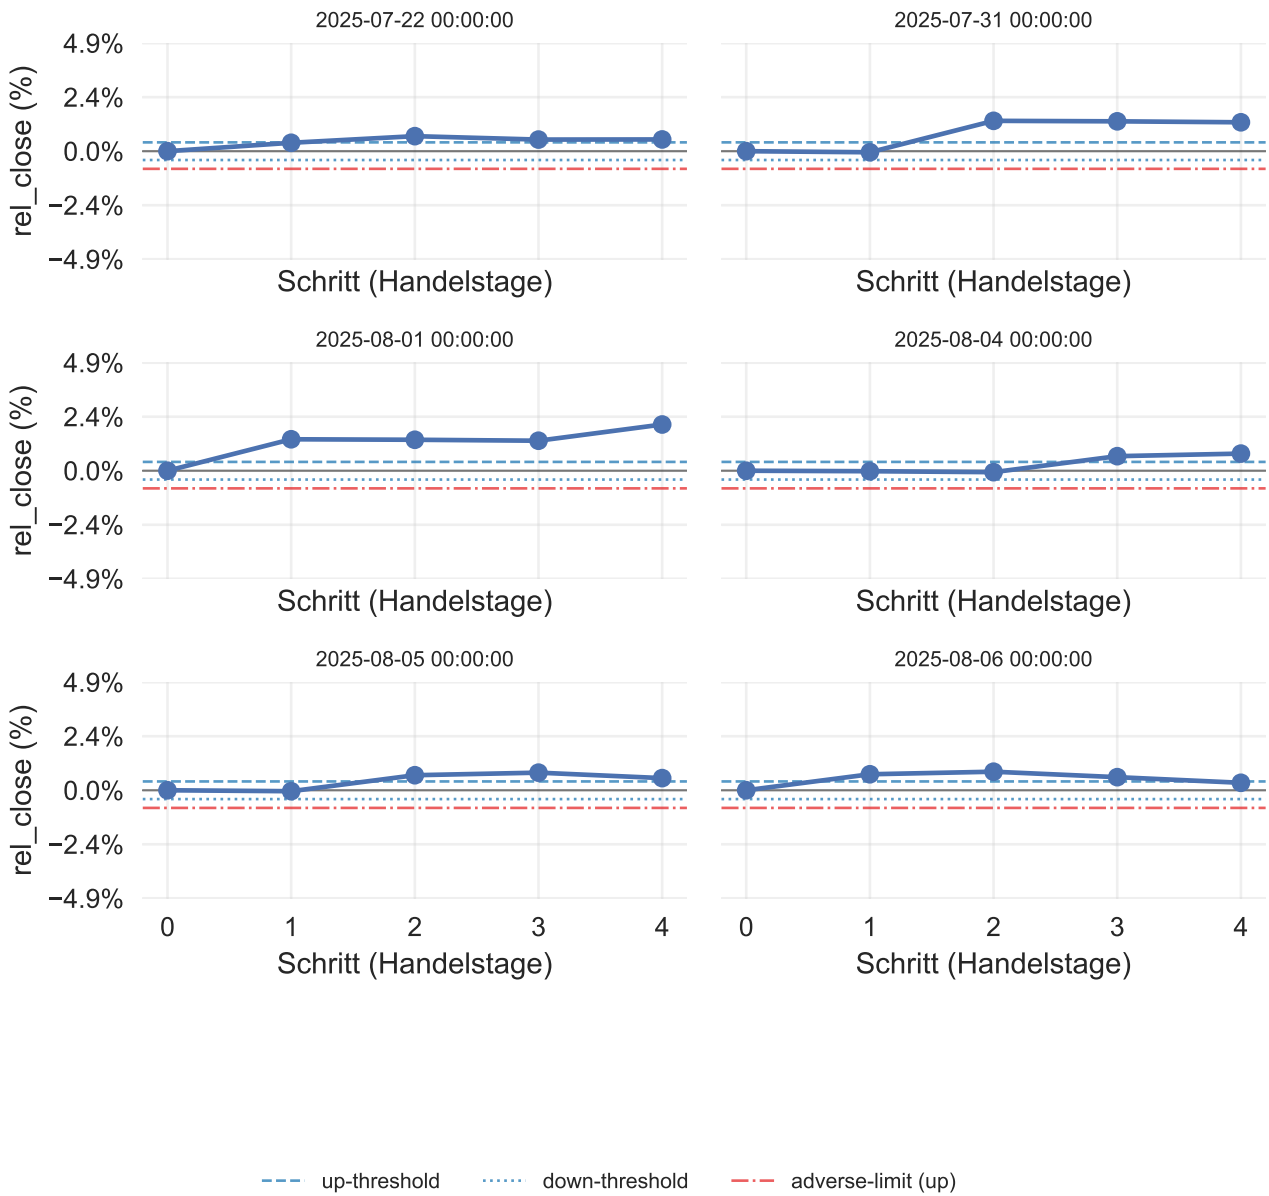 2025-07-22 00:00:00
2025-07-31 00:00:00
4.9%
2.4%
0.0%
−2.4%
−4.9%
rel_close (%)
Schritt (Handelstage)
Schritt (Handelstage)
2025-08-01 00:00:00
2025-08-04 00:00:00
4.9%
2.4%
0.0%
−2.4%
−4.9%
rel_close (%)
Schritt (Handelstage)
Schritt (Handelstage)
2025-08-05 00:00:00
2025-08-06 00:00:00
4.9%
2.4%
0.0%
−2.4%
−4.9%
rel_close (%)
0 1 2 3 4
0 1 2 3 4
Schritt (Handelstage)
Schritt (Handelstage)
up-threshold down-threshold adverse-limit (up)